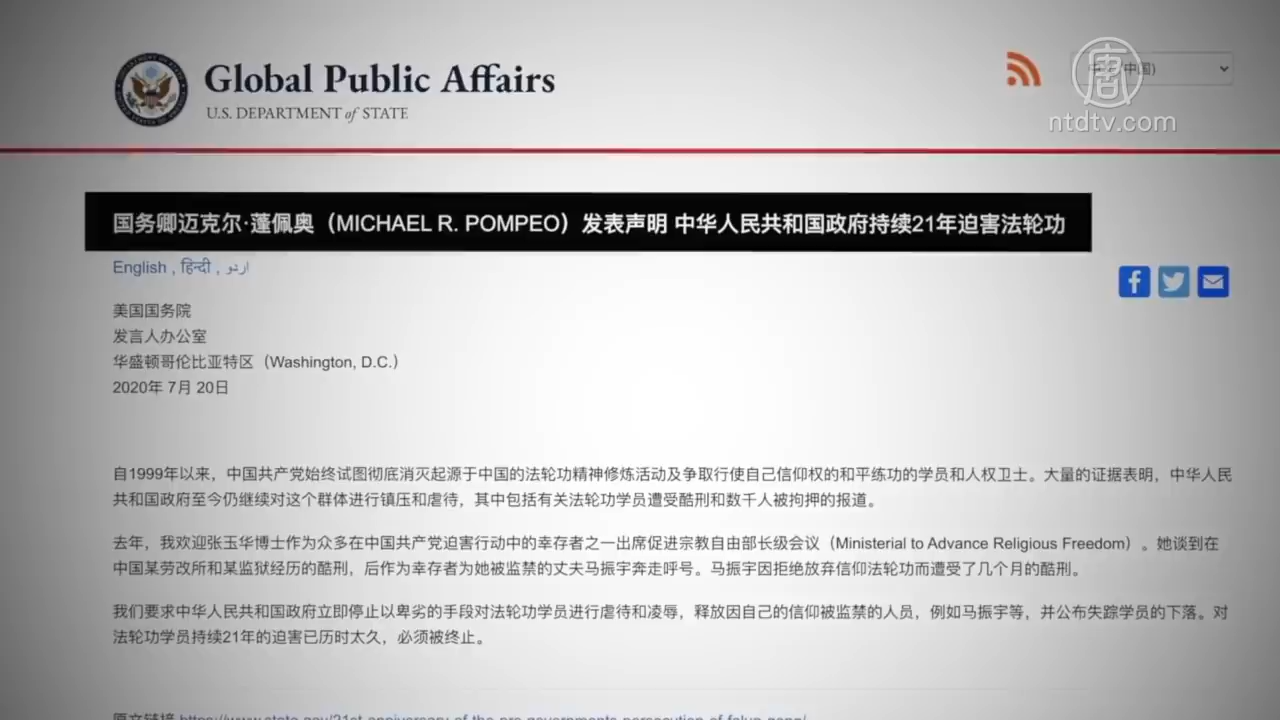 Global Public Affairs
U.S. DEPARTMENT of STATE
中国)
ntdtv.com
国务卿迈克尔·蓬佩奥（MICHAEL R. POMPEO）发表声明 中华人民共和国政府持续21年迫害法轮功
English , हिन्दी , اردو
美国国务院
发言人办公室
华盛顿哥伦比亚特区（Washington, D.C.）
2020年 7月 20日
自1999年以来，中国共产党始终试图彻底消灭起源于中国的法轮功精神修炼活动及争取行使自己信仰权的和平练功的学员和人权卫士。大量的证据表明，中华人民
共和国政府至今仍继续对这个群体进行镇压和虐待，其中包括有关法轮功学员遭受酷刑和数千人被拘押的报道。
去年，我欢迎张玉华博士作为众多在中国共产党迫害行动中的幸存者之一出席促进宗教自由部长级会议（Ministerial to Advance Religious Freedom）。她谈到在
中国某劳改所和某监狱经历的酷刑，后作为幸存者为她被监禁的丈夫马振宇奔走呼号。马振宇因拒绝放弃信仰法轮功而遭受了几个月的酷刑。
我们要求中华人民共和国政府立即停止以卑劣的手段对法轮功学员进行虐待和凌辱，释放因自己的信仰被监禁的人员，例如马振宇等，并公布失踪学员的下落。对
法轮功学员持续21年的迫害已历时太久，必须被终止。
原文链接 https://www.state.gov/21st-anniversary-of-the-prc-governments-persecution-of-falun-gong/